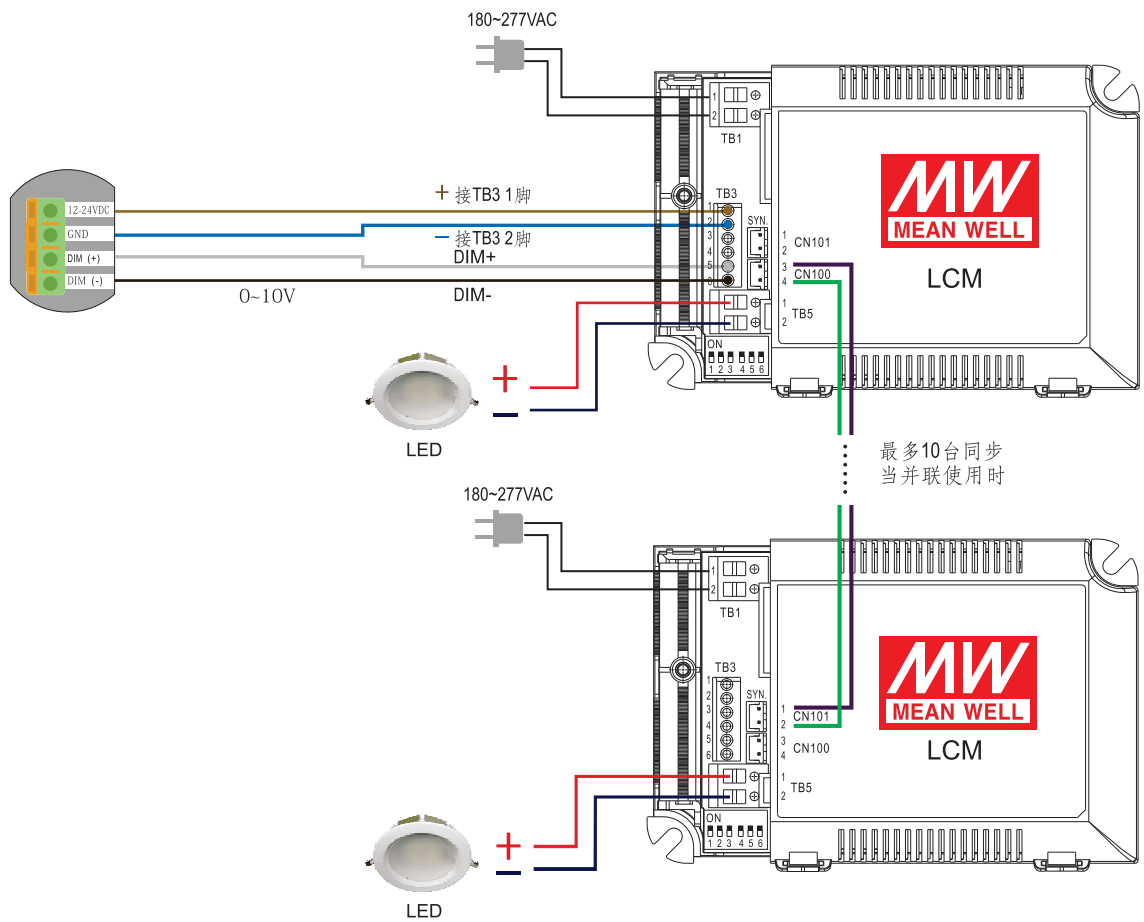 180~277VAC
1
2
TB1
12-24VDC
GND
DIM (+)
DIM (-)
+ 接TB3 1脚
− 接TB3 2脚
DIM+
DIM-
0~10V
TB3
1
2
3
4
5
6
SYN.
1
2
CN101
3
4
CN100
1
2
TB5
ON
1 2 3 4 5 6
MW
MEAN WELL
LCM
+
−
LED
最多10台同步
当并联使用时
180~277VAC
1
2
TB1
TB3
1
2
3
4
5
6
SYN.
1
2
CN101
3
4
CN100
1
2
TB5
ON
1 2 3 4 5 6
MW
MEAN WELL
LCM
+
−
LED